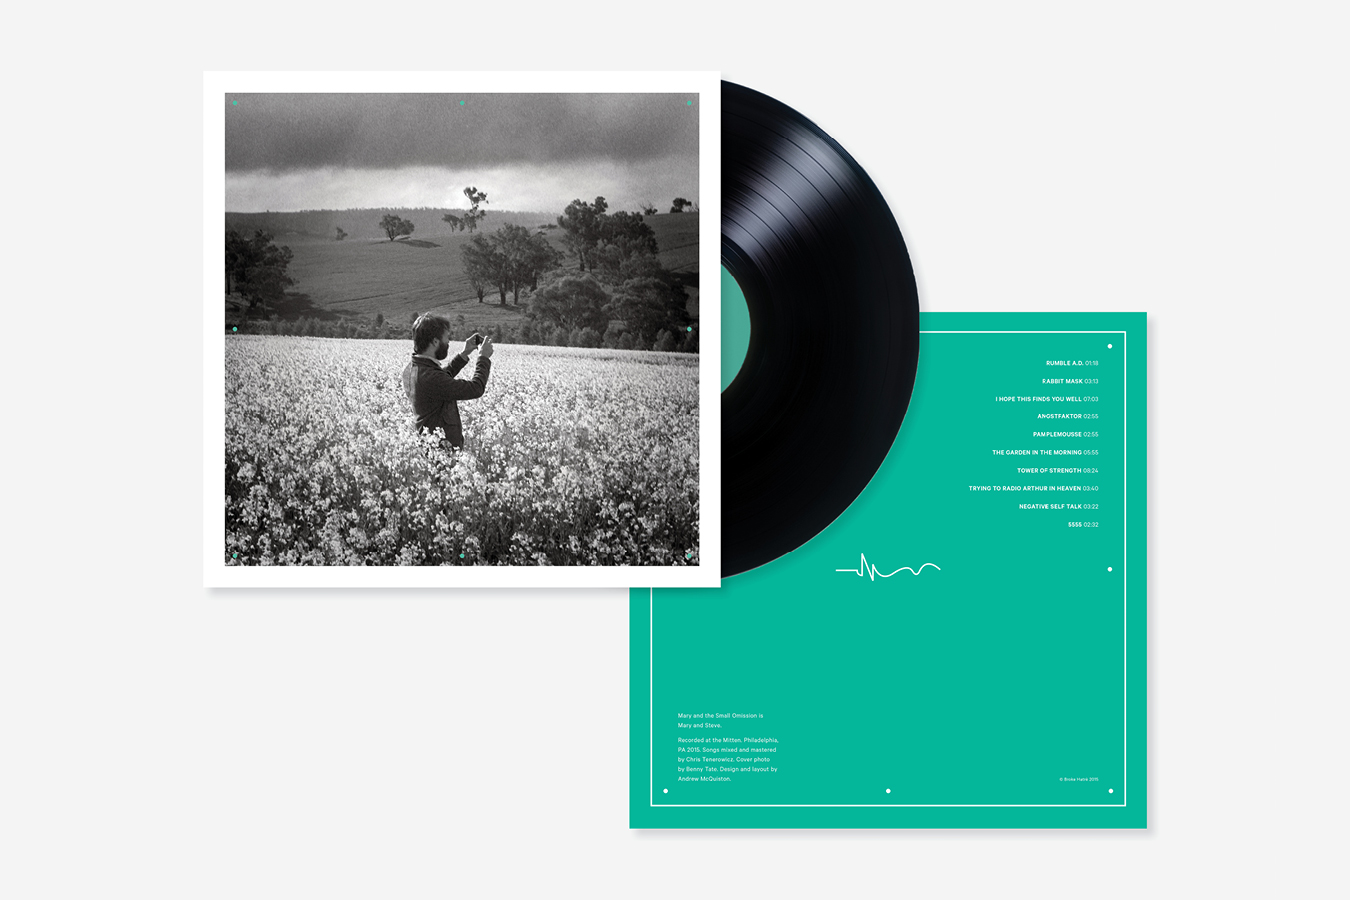 RUMBLE A.D. 01:18
RABBIT MASK 03:13
I HOPE THIS FINDS YOU WELL 07:03
ANGSTFAKTOR 02:55
PAMPLEMOUSSE 02:55
THE GARDEN IN THE MORNING 05:55
TOWER OF STRENGTH 08:24
TRYING TO RADIO ARTHUR IN HEAVEN 03:40
NEGATIVE SELF TALK 03:22
5555 02:32
Mary and the Small Omission is
Mary and Steve.
Recorded at the Mitten, Philadelphia,
PA 2015. Songs mixed and mastered
by Chris Tenerowicz. Cover photo
by Benny Tate. Design and layout by
Andrew McQuiston.
© 2015